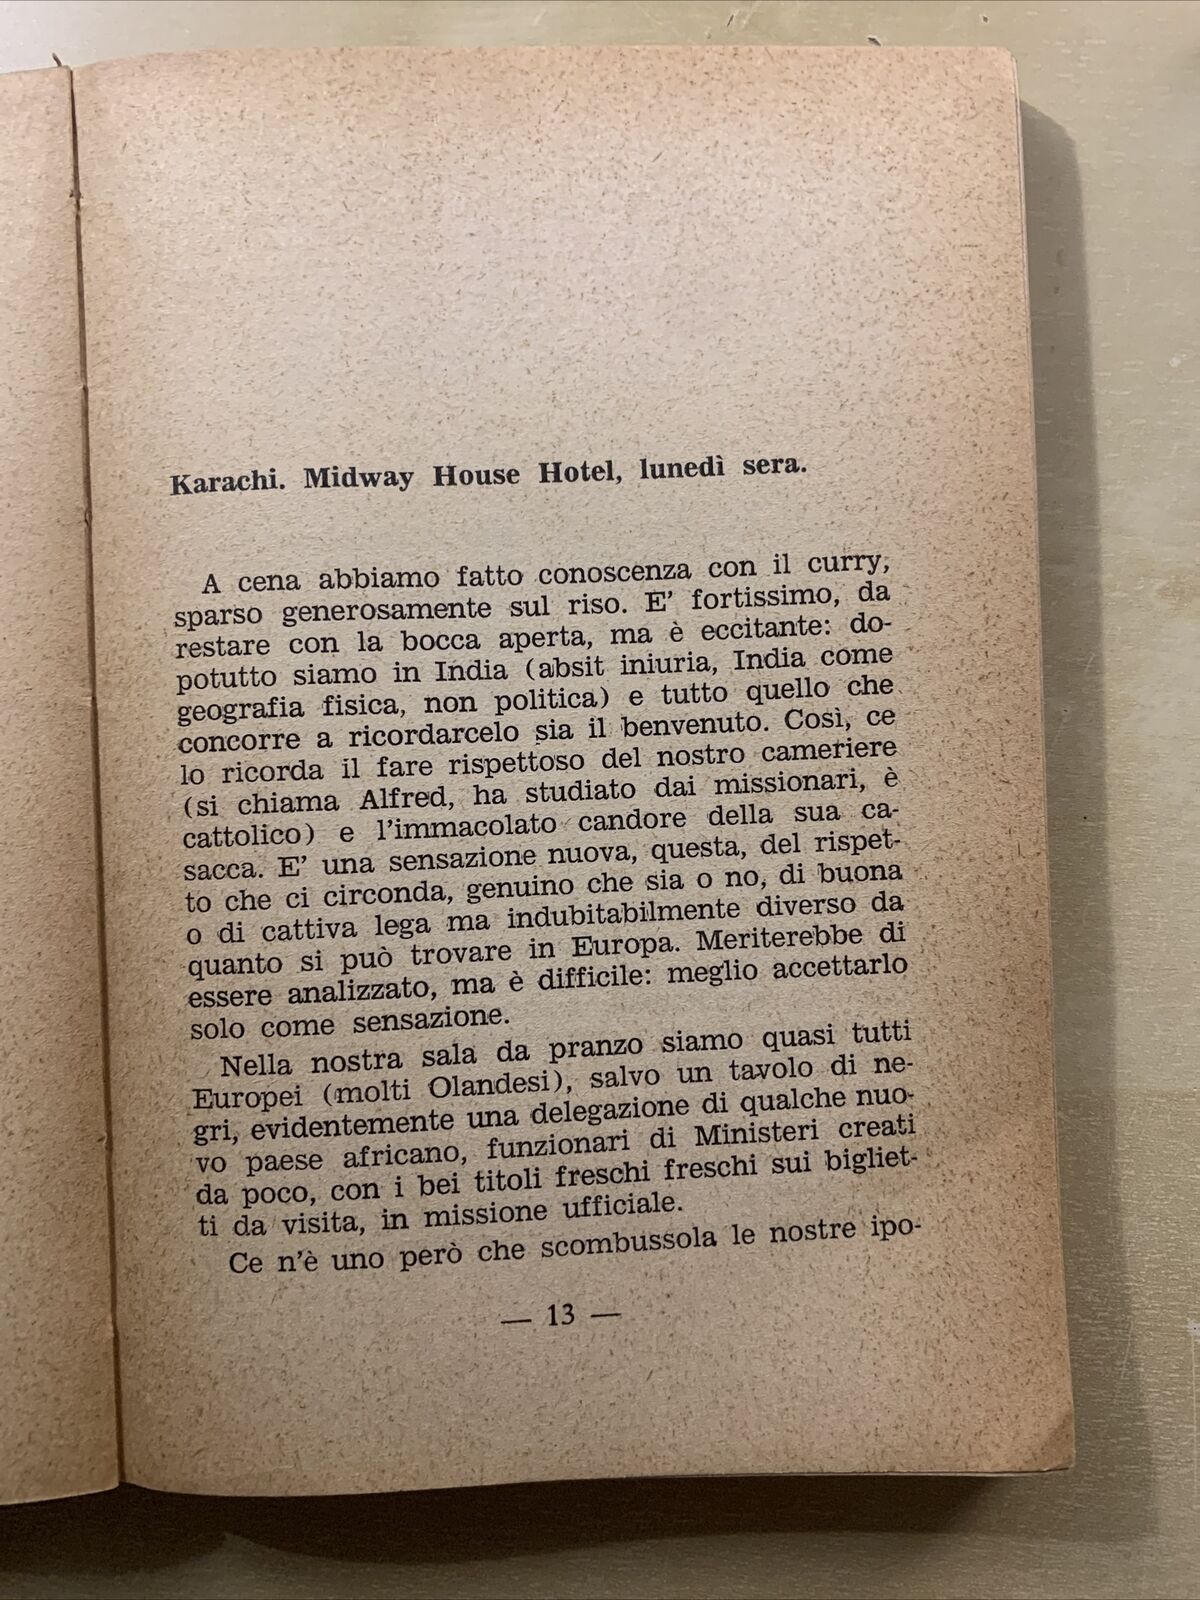 Karachi. Midway House Hotel, lunedì sera.
A cena abbiamo fatto conoscenza con il curry,
sparso generosamente sul riso. E' fortissimo, da
restare con la bocca aperta, ma è eccitante: do-
potutto siamo in India (absit iniuria, India come
geografia fisica, non politica) e tutto quello che
concorre a ricordarcelo sia il benvenuto. Così, ce
lo ricorda il fare rispettoso del nostro cameriere
(si chiama Alfred, ha studiato dai missionari, è
cattolico) e l'immacolato candore della sua ca-
sacca. E' una sensazione nuova, questa, del rispet-
to che ci circonda, genuino che sia o no, di buona
o di cattiva lega ma indubitabilmente diverso da
quanto si può trovare in Europa. Meriterebbe di
essere analizzato, ma è difficile: meglio accettarlo
solo come sensazione.
Nella nostra sala da pranzo siamo quasi tutti
Europei (molti Olandesi), salvo un tavolo di ne-
gri, evidentemente una delegazione di qualche nuo-
vo paese africano, funzionari di Ministeri creati
da poco, con i bei titoli freschi freschi sui bigliet-
ti da visita, in missione ufficiale.
Ce n'è uno però che scombussola le nostre ipo-
— 13 —